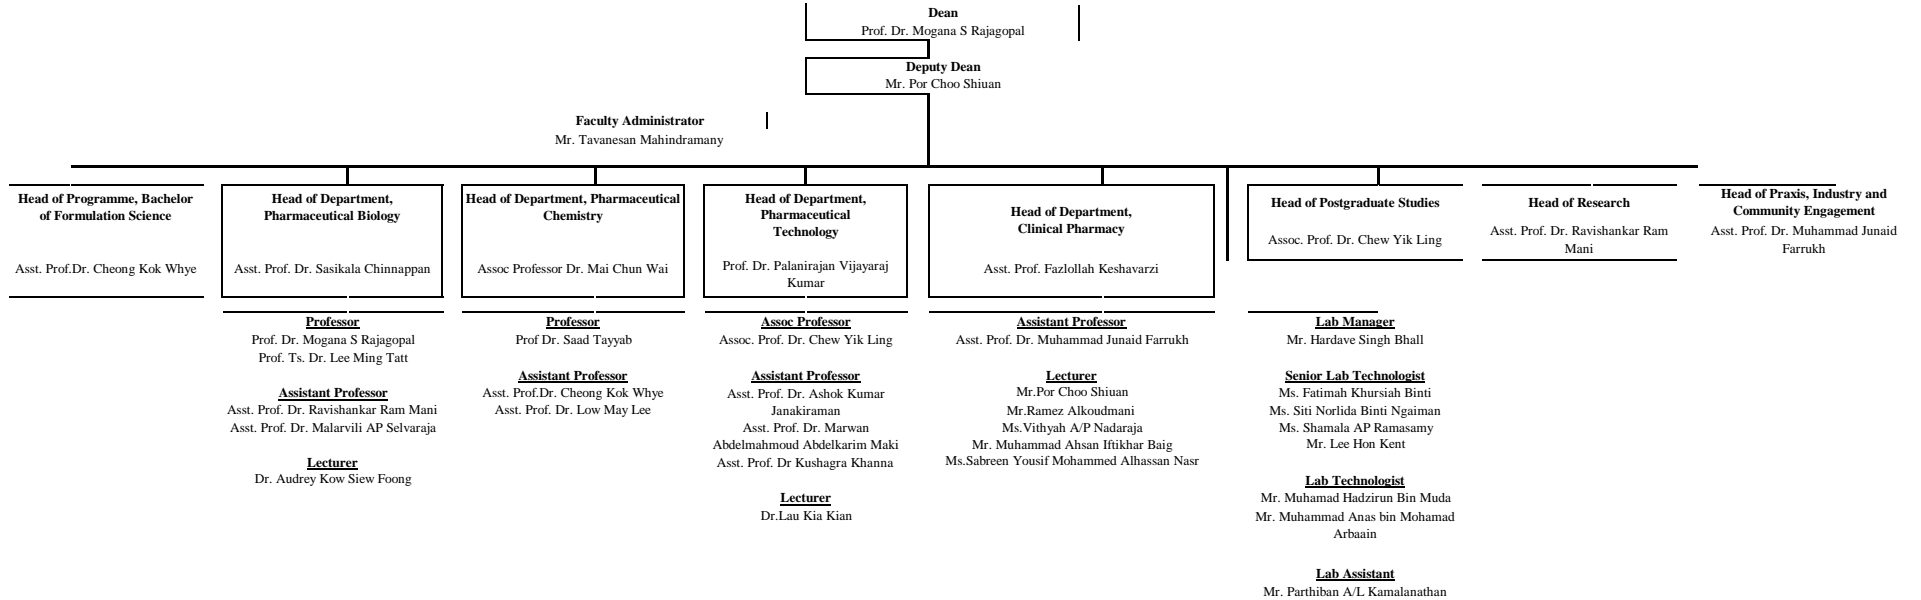 Dean
Prof. Dr. Mogana S Rajagopal
Deputy Dean
Mr. Por Choo Shiuan
Faculty Administrator
Mr. Tavanesan Mahindramany
Head of Programme, Bachelor
of Formulation Science
Asst. Prof.Dr. Cheong Kok Whye
Head of Department,
Pharmaceutical Biology
Asst. Prof. Dr. Sasikala Chinnappan
Head of Department, Pharmaceutical
Chemistry
Assoc Professor Dr. Mai Chun Wai
Head of Department,
Pharmaceutical
Technology
Prof. Dr. Palanirajan Vijayaraj
Kumar
Head of Department,
Clinical Pharmacy
Asst. Prof. Fazlollah Keshavarzi
Head of Postgraduate Studies
Assoc. Prof. Dr. Chew Yik Ling
Head of Research
Asst. Prof. Dr. Ravishankar Ram
Mani
Head of Praxis, Industry and
Community Engagement
Asst. Prof. Dr. Muhammad Junaid
Farrukh
Professor
Prof. Dr. Mogana S Rajagopal
Prof. Ts. Dr. Lee Ming Tatt
Assistant Professor
Asst. Prof. Dr. Ravishankar Ram Mani
Asst. Prof. Dr. Malarvili AP Selvaraja
Lecturer
Dr. Audrey Kow Siew Foong
Professor
Prof Dr. Saad Tayyab
Assistant Professor
Asst. Prof.Dr. Cheong Kok Whye
Asst. Prof. Dr. Low May Lee
Assoc Professor
Assoc. Prof. Dr. Chew Yik Ling
Assistant Professor
Asst. Prof. Dr. Ashok Kumar
Janakiraman
Asst. Prof. Dr. Marwan
Abdelmahmoud Abdelkarim Maki
Asst. Prof. Dr Kushagra Khanna
Lecturer
Dr.Lau Kia Kian
Assistant Professor
Asst. Prof. Dr. Muhammad Junaid Farrukh
Lecturer
Mr.Por Choo Shiuan
Mr.Ramez Alkoudmani
Ms.Vithyah A/P Nadaraja
Mr. Muhammad Ahsan Iftikhar Baig
Ms.Sabreen Yousif Mohammed Alhassan Nasr
Lab Manager
Mr. Hardave Singh Bhall
Senior Lab Technologist
Ms. Fatimah Khursiah Binti
Ms. Siti Norlida Binti Ngaiman
Ms. Shamala AP Ramasamy
Mr. Lee Hon Kent
Lab Technologist
Mr. Muhamad Hadzirun Bin Muda
Mr. Muhammad Anas bin Mohamad
Arbaain
Lab Assistant
Mr. Parthiban A/L Kamalanathan